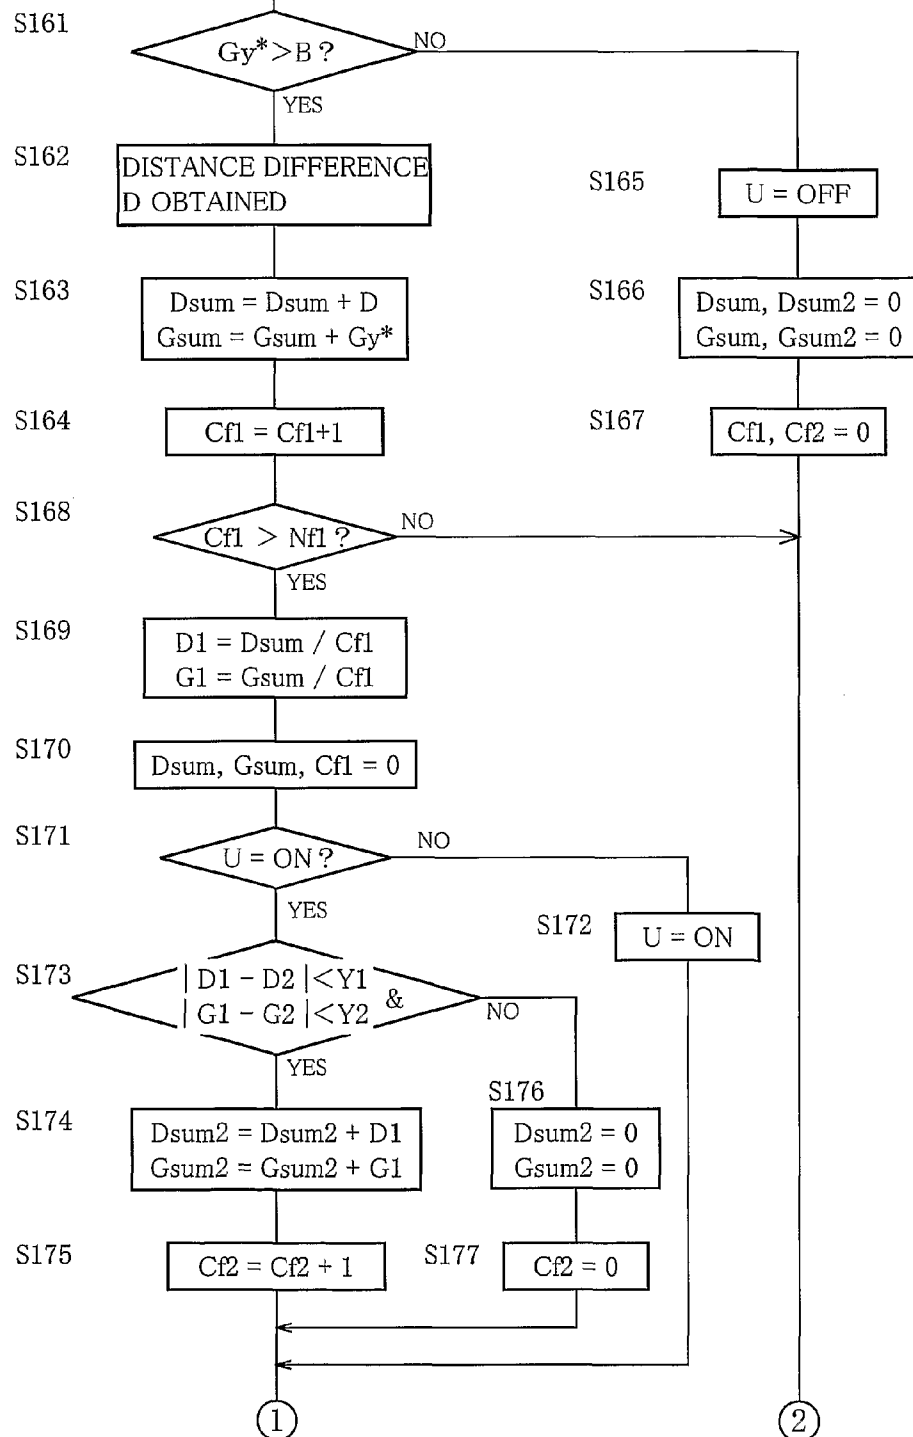 S161
Gy*>B?
NO
YES
S162
DISTANCE DIFFERENCE
D OBTAINED
S165
U = OFF
S163
Dsum = Dsum + D
Gsum = Gsum + Gy*
S166
Dsum, Dsum2 = 0
Gsum, Gsum2 = 0
S164
Cf1 = Cf1+1
S167
Cf1, Cf2 = 0
S168
Cf1 > Nf1?
NO
YES
S169
D1 = Dsum / Cf1
G1 = Gsum / Cf1
S170
Dsum, Gsum, Cf1 = 0
S171
U = ON?
NO
YES
S172
U = ON
S173
| D1 - D2 |<Y1
| G1 - G2 |<Y2 &
NO
YES
S174
Dsum2 = Dsum2 + D1
Gsum2 = Gsum2 + G1
S176
Dsum2 = 0
Gsum2 = 0
S175
Cf2 = Cf2 + 1
S177
Cf2 = 0
①
②